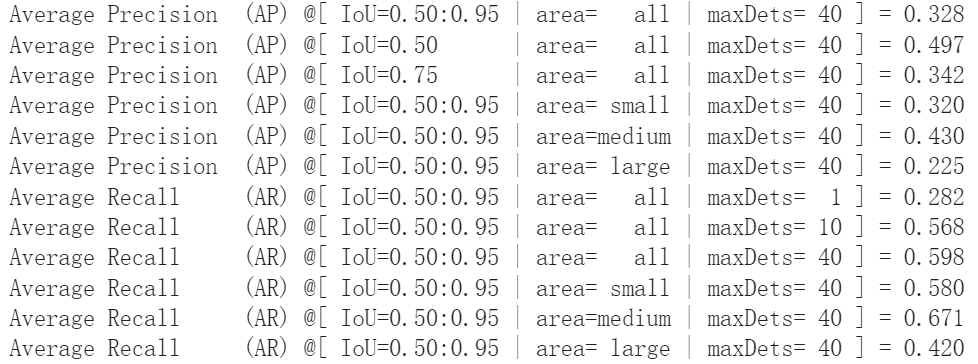 Average Precision  (AP) @[ IoU=0.50:0.95 | area=   all | maxDets= 40 ] = 0.328
Average Precision  (AP) @[ IoU=0.50      | area=   all | maxDets= 40 ] = 0.497
Average Precision  (AP) @[ IoU=0.75      | area=   all | maxDets= 40 ] = 0.342
Average Precision  (AP) @[ IoU=0.50:0.95 | area= small | maxDets= 40 ] = 0.320
Average Precision  (AP) @[ IoU=0.50:0.95 | area=medium | maxDets= 40 ] = 0.430
Average Precision  (AP) @[ IoU=0.50:0.95 | area= large | maxDets= 40 ] = 0.225
Average Recall     (AR) @[ IoU=0.50:0.95 | area=   all | maxDets=  1 ] = 0.282
Average Recall     (AR) @[ IoU=0.50:0.95 | area=   all | maxDets= 10 ] = 0.568
Average Recall     (AR) @[ IoU=0.50:0.95 | area=   all | maxDets= 40 ] = 0.598
Average Recall     (AR) @[ IoU=0.50:0.95 | area= small | maxDets= 40 ] = 0.580
Average Recall     (AR) @[ IoU=0.50:0.95 | area=medium | maxDets= 40 ] = 0.671
Average Recall     (AR) @[ IoU=0.50:0.95 | area= large | maxDets= 40 ] = 0.420